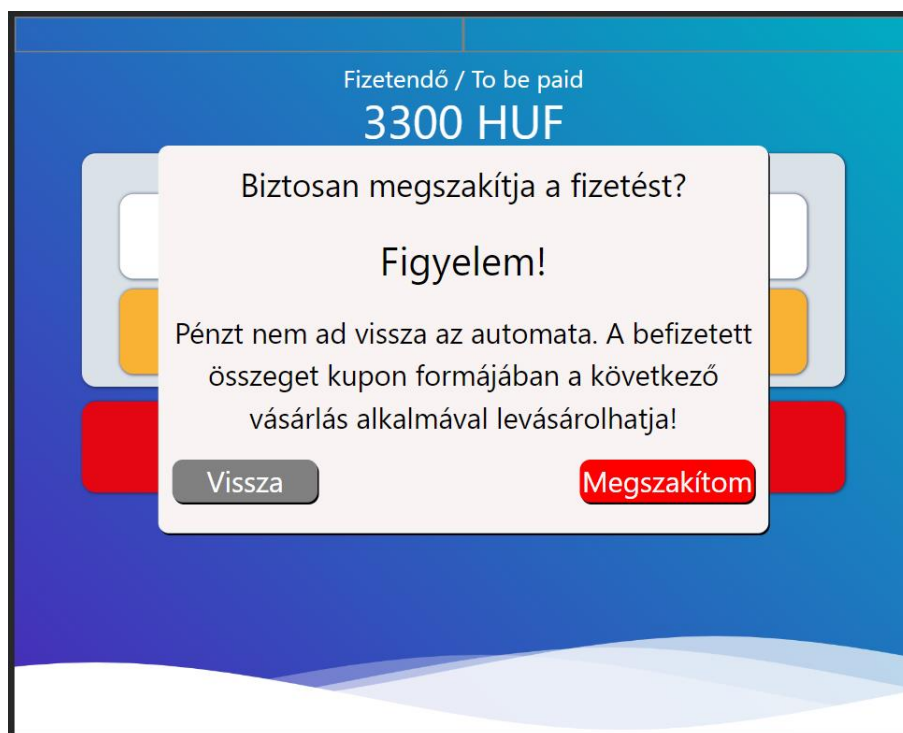 Fizetendő / To be paid
3300 HUF
Biztosan megszakítja a fizetést?
Figyelem!
Pénzt nem ad vissza az automata. A befizetett
összeget kupon formájában a következő
vásárlás alkalmával levásárolhatja!
Vissza
Megszakítom